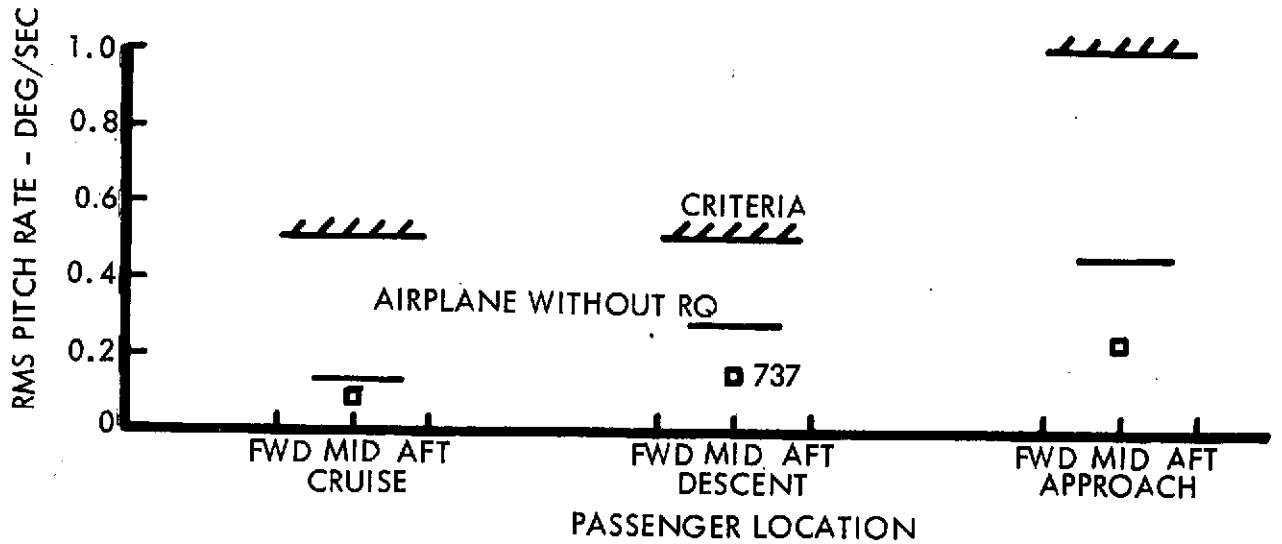 RMS PITCH RATE - DEG/SEC
1.0
0.8
0.6
0.4
0.2
0
CRITERIA
AIRPLANE WITHOUT RQ
737
FWD MID AFT
CRUISE
FWD MID AFT
DESCENT
FWD MID AFT
APPROACH
PASSENGER LOCATION